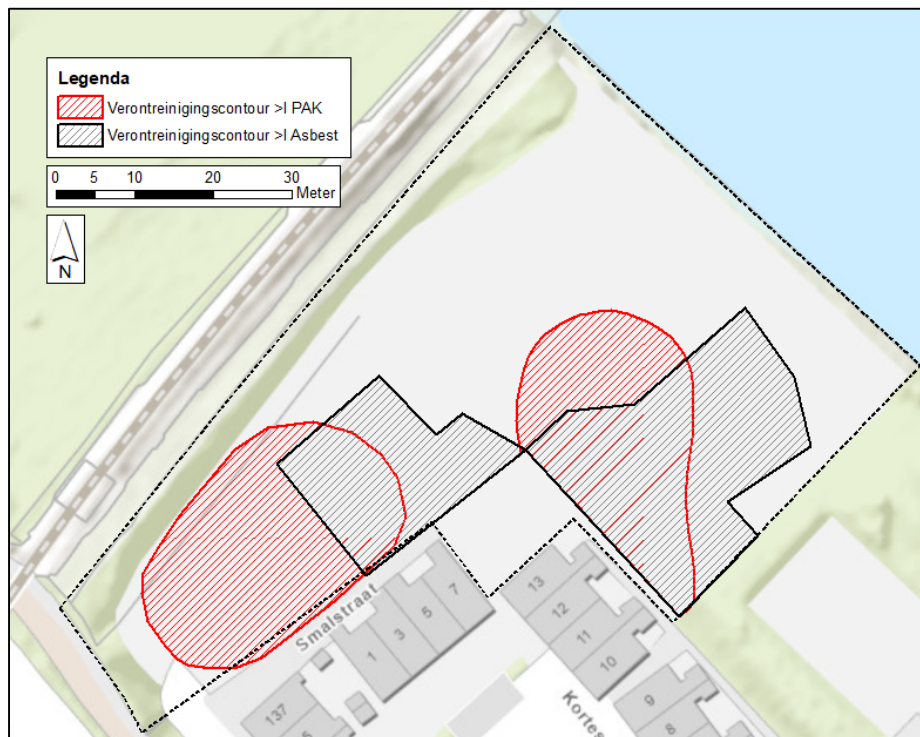 Legenda
Verontreinigingscontour >I PAK
Verontreinigingscontour >I Asbest
0 5 10 20 30
Meter
N
Smalstraat
7
5
3
1
137
13
12
11
10
9
8
Kortes